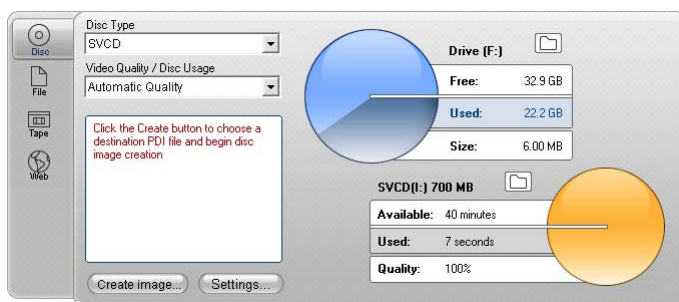 Disc
File
Tape
Web
Disc Type
SVCD
Video Quality / Disc Usage
Automatic Quality
Click the Create button to choose a
destination PDI file and begin disc
image creation
Create image...
Settings...
Drive (F:)
Free: 32.9 GB
Used: 22.2 GB
Size: 6.00 MB
SVCD(I:) 700 MB
Available: 40 minutes
Used: 7 seconds
Quality: 100%